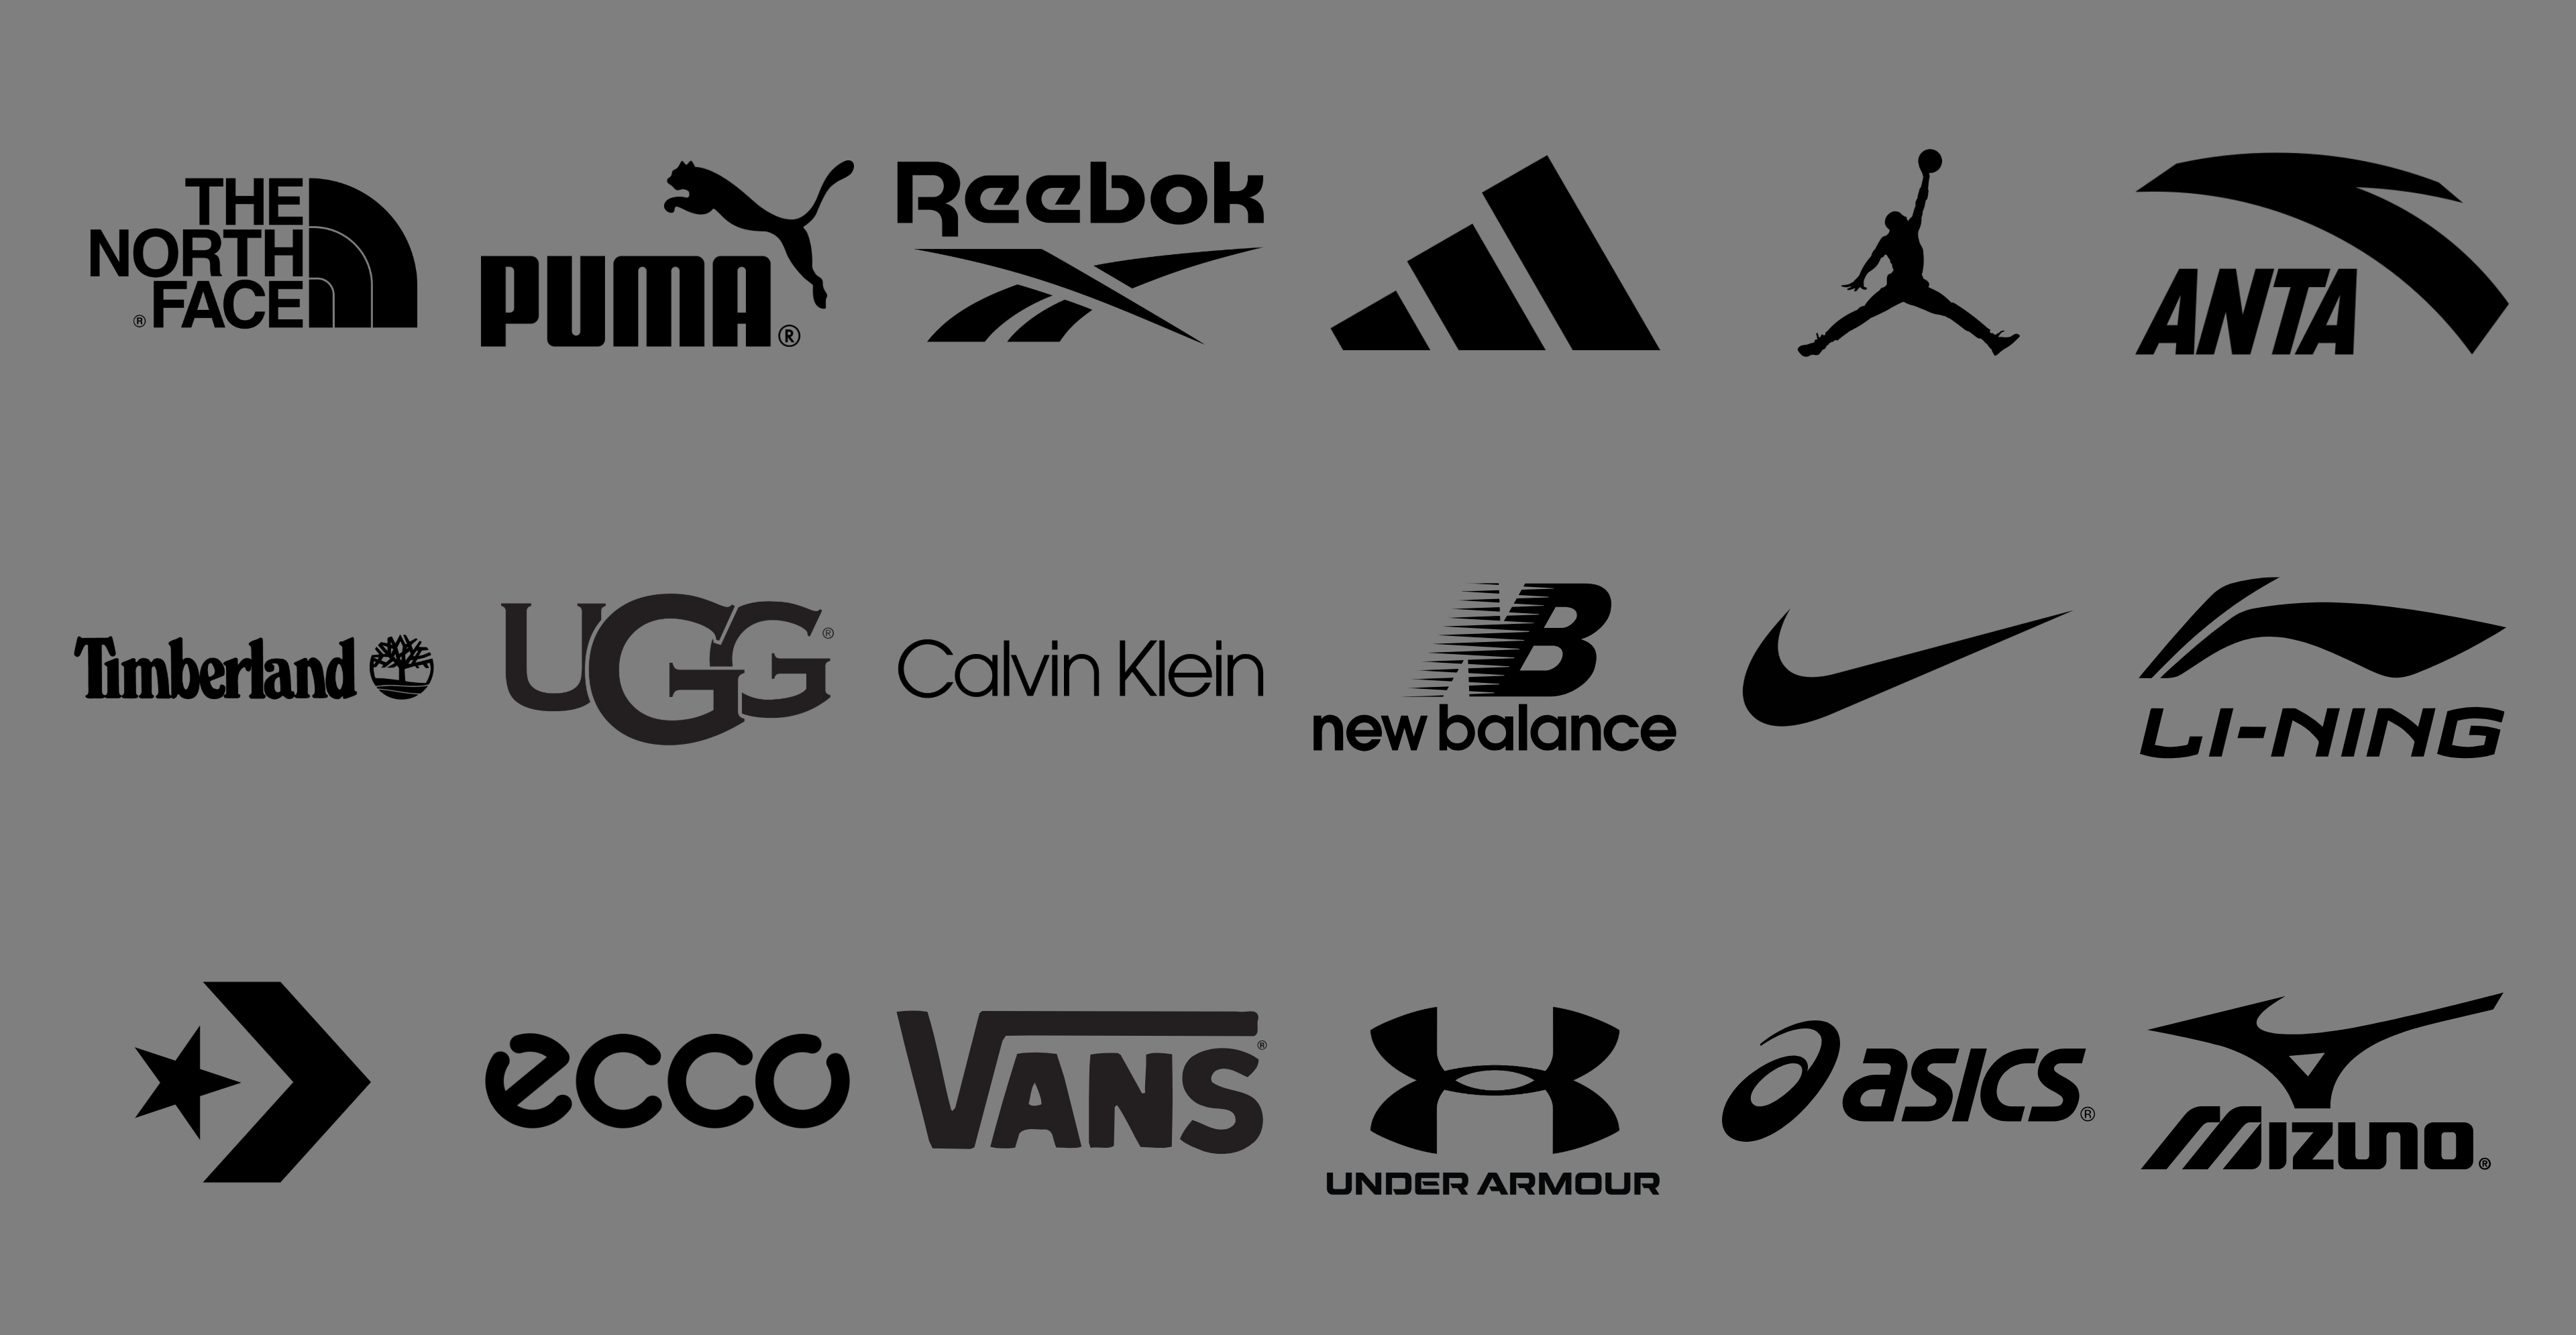 THE
NORTH
® FACE
PUMA ®
Reebok
ANTA
Timberland
UGG ®
Calvin Klein
NB
new balance
LI-NING
ecco
VANS ®
UNDER ARMOUR
asics ®
MIZUNO ®